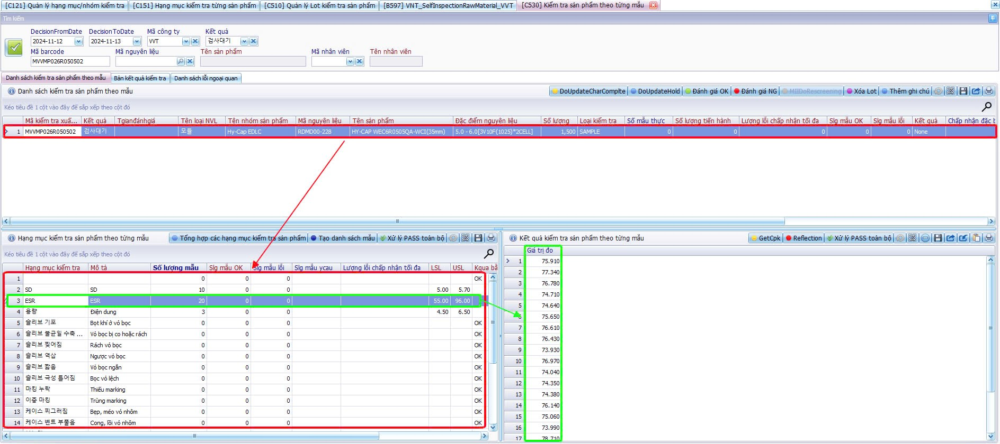 [C121] Quản lý hạng mục/nhóm kiểm tra [C151] Hạng mục kiểm tra từng sản phẩm [C510] Quản lý Lot kiểm tra sản phẩm [B597] VNT_SelfInspectionRawMaterial_VVT [C530] Kiểm tra sản phẩm theo từng mẫu
Tìm kiếm
DecisionFromDate DecisionToDate Mã công ty Kết quả
2024-11-12 2024-11-13 VVT 검사대기
Mã barcode Mã nguyên liệu Tên sản phẩm Mã nhân viên Tên nhân viên
MVVMP026R050502
Danh sách kiểm tra sản phẩm theo mẫu Bản kết quả kiểm tra Danh sách lỗi ngoại quan
Danh sách kiểm tra sản phẩm theo mẫu DoUpdateCharComplte DoUpdateHold Đánh giá OK Đánh giá NG MIIDoRescreening Xóa Lot Thêm ghi chú
Kéo tiêu đề 1 cột vào đây để sắp xếp theo cột đó
Mã kiểm tra xuấ... Kết quả Tgianđánhgiá Tên loại NVL Tên nhóm sản phẩm Mã nguyên liệu Tên sản phẩm Đặc điểm nguyên liệu Số lượng Loại kiểm tra Số mẫu thực Số lượng tiến hành Lượng lỗi chấp nhận tối đa Slg mẫu OK Slg mẫu lỗi Kết quả Chấp nhận đặc b
1 MVVMP026R050502 검사대기 모듈 Hy-Cap EDLC RDMD00-228 HY-CAP WEC6R0505QA-WCI(35mm) 5.0 - 6.0[3V10F(1025)*2CELL] 1,500 SAMPLE 0 0 0 0 0 None
Hạng mục kiểm tra sản phẩm theo từng mẫu Tổng hợp các hạng mục kiểm tra sản phẩm Tạo danh sách mẫu Xử lý PASS toàn bộ
Kéo tiêu đề 1 cột vào đây để sắp xếp theo cột đó
Hạng mục kiểm tra Mô tả Số lượng mẫu Slg mẫu OK Slg mẫu lỗi Slg mẫu ycau Lượng lỗi chấp nhận tối đa LSL USL Kqua bằ
1 0 0 0 OK
2 SD SD 10 0 0 5.00 5.70
3 ESR ESR 20 0 0 55.00 96.00
4 용량 Điện dung 3 0 0 4.50 6.50
5 슬리브 기포 Bọt khí ở vỏ bọc 0 0 0 OK
6 슬리브 불균일 수축 ... Vỏ bọc bị co hoặc rách 0 0 0 OK
7 슬리브 찢어짐 Rách vỏ bọc 0 0 0 OK
8 슬리브 역삽 Ngược vỏ bọc 0 0 0 OK
9 슬리브 짧음 Vỏ bọc ngắn 0 0 0 OK
10 슬리브 극성 틀어짐 Bọc vỏ lệch 0 0 0 OK
11 마킹 누락 Thiếu marking 0 0 0 OK
12 이중 마킹 Trùng marking 0 0 0 OK
13 케이스 찌그러짐 Bẹp, méo vỏ nhôm 0 0 0 OK
14 케이스 벤트 부풀음 Cong, lồi vỏ nhôm 0 0 0 OK
Kết quả kiểm tra sản phẩm theo từng mẫu GetCpk Reflection Xử lý PASS toàn bộ
Giá trị đo
1 75.910
2 77.340
3 76.780
4 74.710
5 74.640
6 75.650
7 76.610
8 76.430
9 73.930
10 76.970
11 74.040
12 74.350
13 74.380
14 76.140
15 75.060
16 73.990
17 78.710